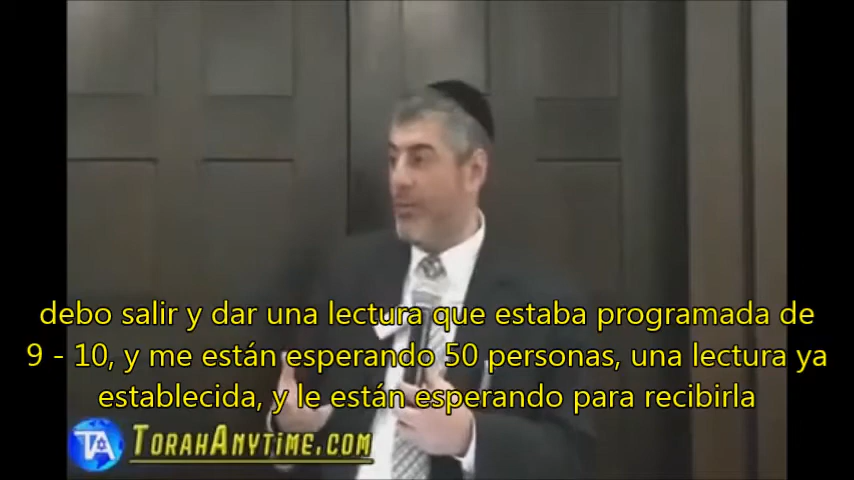 debo salir y dar una lectura que estaba programada de
9 - 10, y me están esperando 50 personas, una lectura ya
establecida, y le están esperando para recibirla
TA
TORAHANYTIME.COM